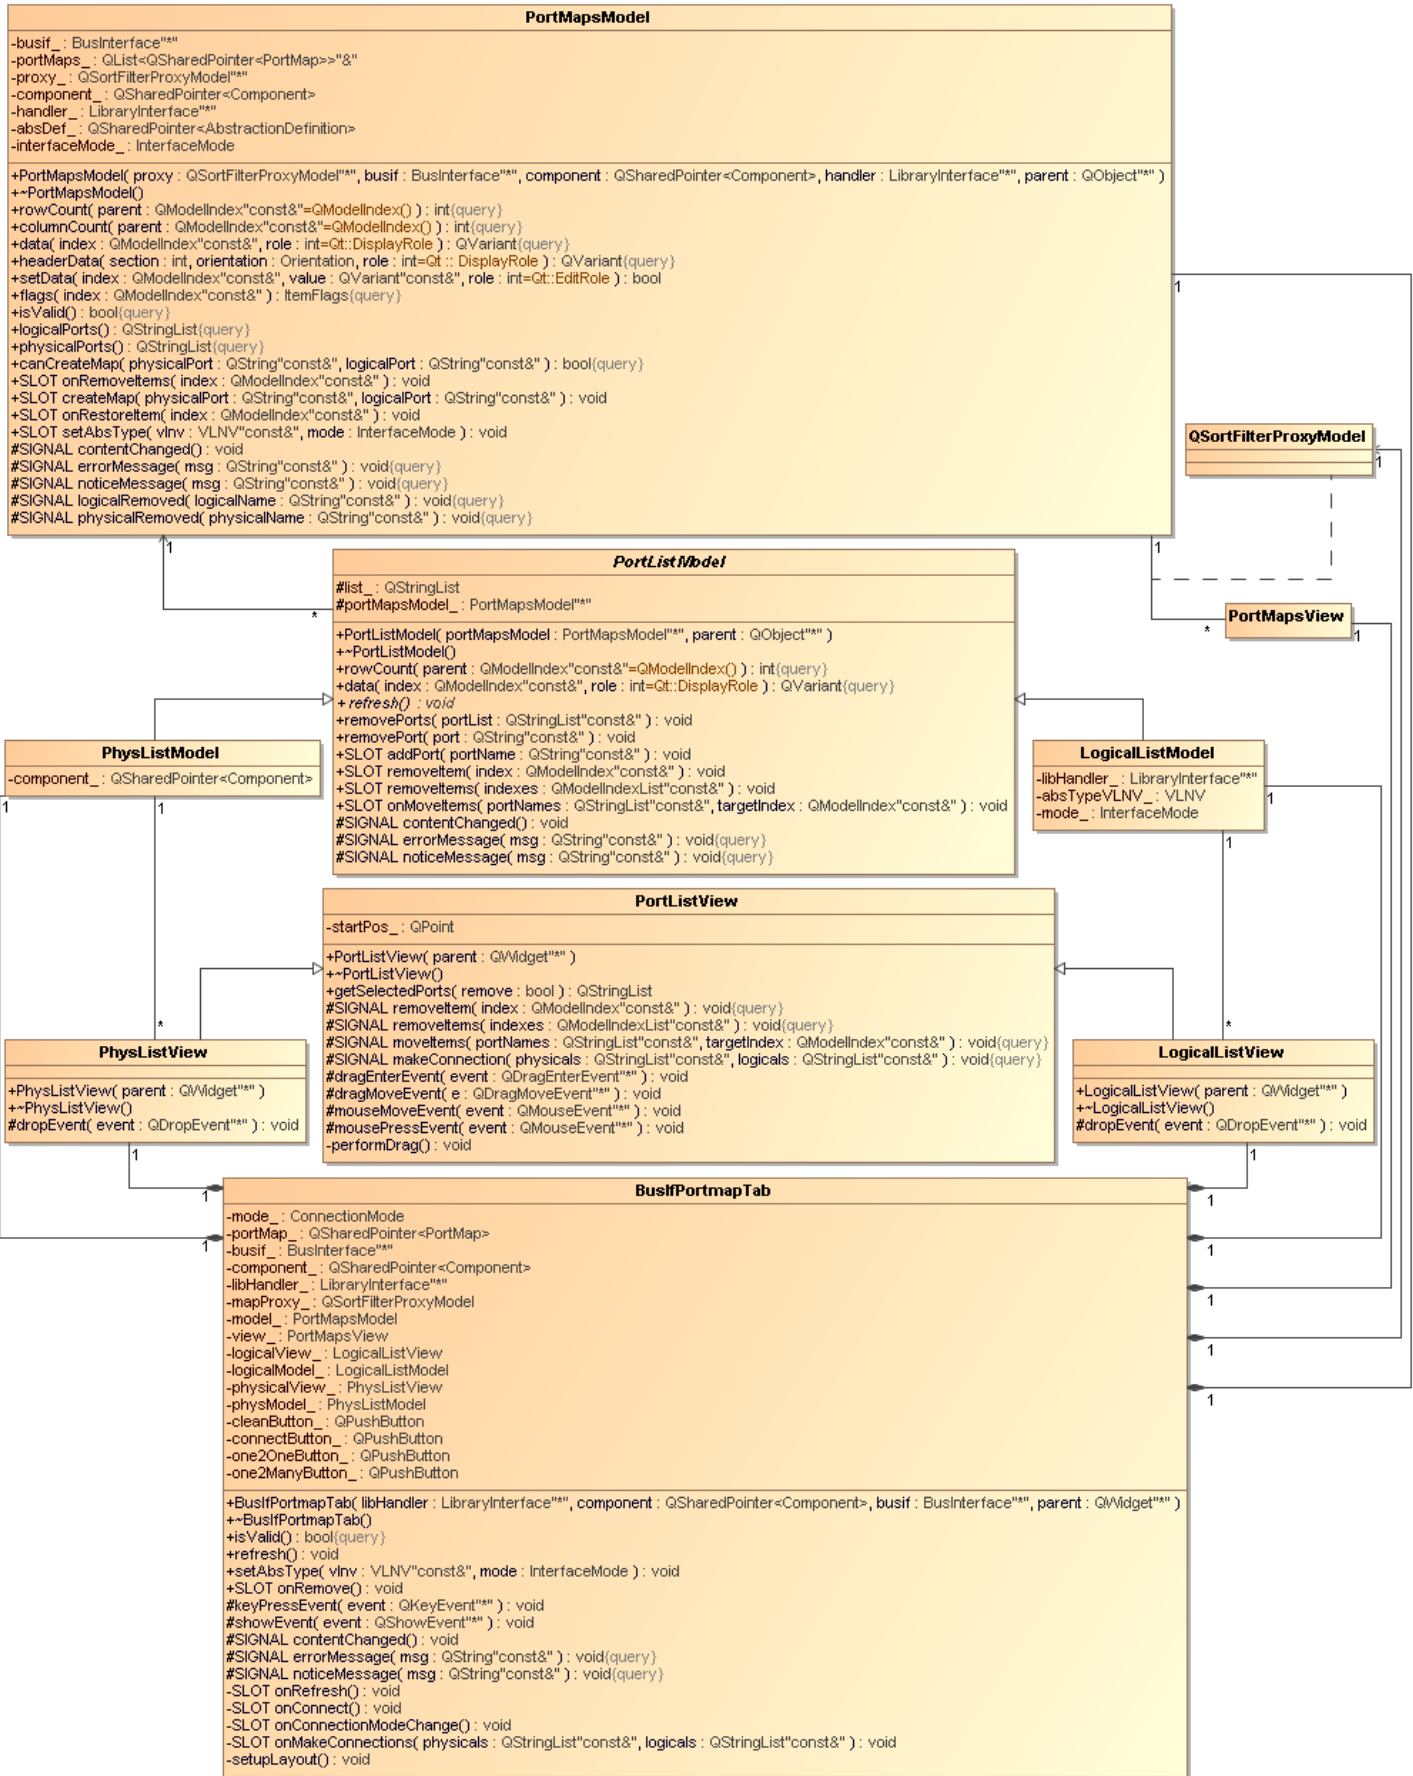 PortMapsModel
-busif_ : BusInterface"*"
-portMaps_ : QList<QSharedPointer<PortMap>>"&"
-proxy_ : QSortFilterProxyModel"*"
-component_ : QSharedPointer<Component>
-handler_ : LibraryInterface"*"
-absDef_ : QSharedPointer<AbstractionDefinition>
-interfaceMode_ : InterfaceMode
+PortMapsModel( proxy : QSortFilterProxyModel"*", busif : BusInterface"*", component : QSharedPointer<Component>, handler : LibraryInterface"*", parent : QObject"*" )
+~PortMapsModel()
+rowCount( parent : QModelIndex"const&"=QModelIndex() ) : int{query}
+columnCount( parent : QModelIndex"const&"=QModelIndex() ) : int{query}
+data( index : QModelIndex"const&", role : int=Qt::DisplayRole ) : QVariant{query}
+headerData( section : int, orientation : Orientation, role : int=Qt :: DisplayRole ) : QVariant{query}
+setData( index : QModelIndex"const&", value : QVariant"const&", role : int=Qt::EditRole ) : bool
+flags( index : QModelIndex"const&" ) : ItemFlags{query}
+isValid() : bool{query}
+logicalPorts() : QStringList{query}
+physicalPorts() : QStringList{query}
+canCreateMap( physicalPort : QString"const&", logicalPort : QString"const&" ) : bool{query}
+SLOT onRemoveItems( index : QModelIndex"const&" ) : void
+SLOT createMap( physicalPort : QString"const&", logicalPort : QString"const&" ) : void
+SLOT onRestoreItem( index : QModelIndex"const&" ) : void
+SLOT setAbsType( vlnv : VLNV"const&", mode : InterfaceMode ) : void
#SIGNAL contentChanged() : void
#SIGNAL errorMessage( msg : QString"const&" ) : void{query}
#SIGNAL noticeMessage( msg : QString"const&" ) : void{query}
#SIGNAL logicalRemoved( logicalName : QString"const&" ) : void{query}
#SIGNAL physicalRemoved( physicalName : QString"const&" ) : void{query}
1
QSortFilterProxyModel
1
1
1
PortListModel
#list_ : QStringList
#portMapsModel_ : PortMapsModel"*"
*
+PortListModel( portMapsModel : PortMapsModel"*", parent : QObject"*" )
+~PortListModel()
+rowCount( parent : QModelIndex"const&"=QModelIndex() ) : int{query}
+data( index : QModelIndex"const&", role : int=Qt::DisplayRole ) : QVariant{query}
+ refresh() : void
+removePorts( portList : QStringList"const&" ) : void
+removePort( port : QString"const&" ) : void
+SLOT addPort( portName : QString"const&" ) : void
+SLOT removeItem( index : QModelIndex"const&" ) : void
+SLOT removeItems( indexes : QModelIndexList"const&" ) : void
+SLOT onMoveItems( portNames : QStringList"const&", targetIndex : QModelIndex"const&" ) : void
#SIGNAL contentChanged() : void
#SIGNAL errorMessage( msg : QString"const&" ) : void{query}
#SIGNAL noticeMessage( msg : QString"const&" ) : void{query}
PortMapsView
*
1
PhysListModel
-component_ : QSharedPointer<Component>
1
1
LogicalListModel
-libHandler_ : LibraryInterface"*"
-absTypeVLNV_ : VLNV
-mode_ : InterfaceMode
1
1
PortListView
-startPos_ : QPoint
+PortListView( parent : QWidget"*" )
+~PortListView()
+getSelectedPorts( remove : bool ) : QStringList
#SIGNAL removeItem( index : QModelIndex"const&" ) : void{query}
#SIGNAL removeItems( indexes : QModelIndexList"const&" ) : void{query}
#SIGNAL moveItems( portNames : QStringList"const&", targetIndex : QModelIndex"const&" ) : void{query}
#SIGNAL makeConnection( physicals : QStringList"const&", logicals : QStringList"const&" ) : void{query}
#dragEnterEvent( event : QDragEnterEvent"*" ) : void
#dragMoveEvent( e : QDragMoveEvent"*" ) : void
#mouseMoveEvent( event : QMouseEvent"*" ) : void
#mousePressEvent( event : QMouseEvent"*" ) : void
-performDrag() : void
*
PhysListView
+PhysListView( parent : QWidget"*" )
+~PhysListView()
#dropEvent( event : QDropEvent"*" ) : void
1
*
LogicalListView
+LogicalListView( parent : QWidget"*" )
+~LogicalListView()
#dropEvent( event : QDropEvent"*" ) : void
1
1
1
1
1
1
1
1
BusIfPortmapTab
-mode_ : ConnectionMode
-portMap_ : QSharedPointer<PortMap>
-busif_ : BusInterface"*"
-component_ : QSharedPointer<Component>
-libHandler_ : LibraryInterface"*"
-mapProxy_ : QSortFilterProxyModel
-model_ : PortMapsModel
-view_ : PortMapsView
-logicalView_ : LogicalListView
-logicalModel_ : LogicalListModel
-physicalView_ : PhysListView
-physModel_ : PhysListModel
-cleanButton_ : QPushButton
-connectButton_ : QPushButton
-one2OneButton_ : QPushButton
-one2ManyButton_ : QPushButton
+BusIfPortmapTab( libHandler : LibraryInterface"*", component : QSharedPointer<Component>, busif : BusInterface"*", parent : QWidget"*" )
+~BusIfPortmapTab()
+isValid() : bool{query}
+refresh() : void
+setAbsType( vlnv : VLNV"const&", mode : InterfaceMode ) : void
+SLOT onRemove() : void
#keyPressEvent( event : QKeyEvent"*" ) : void
#showEvent( event : QShowEvent"*" ) : void
#SIGNAL contentChanged() : void
#SIGNAL errorMessage( msg : QString"const&" ) : void{query}
#SIGNAL noticeMessage( msg : QString"const&" ) : void{query}
-SLOT onRefresh() : void
-SLOT onConnect() : void
-SLOT onConnectionModeChange() : void
-SLOT onMakeConnections( physicals : QStringList"const&", logicals : QStringList"const&" ) : void
-setupLayout() : void